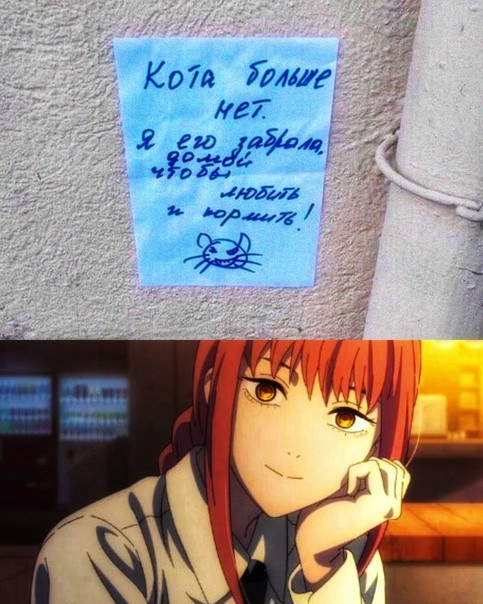 Кота больше
нет.
Я его забрала,
домой
чтобы
любить
и кормить!